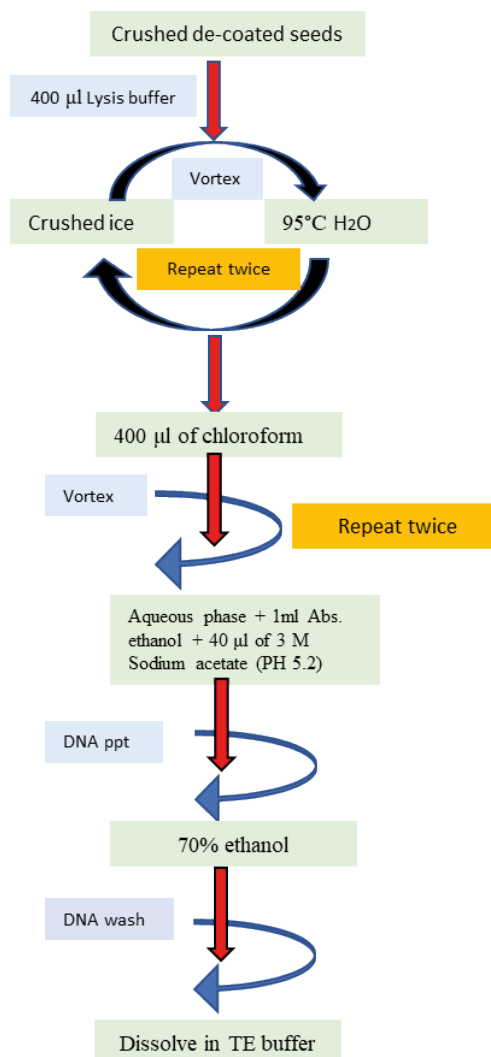 Crushed de-coated seeds
400 µl Lysis buffer
Vortex
Crushed ice
95°C H2O
Repeat twice
400 µl of chloroform
Vortex
Repeat twice
Aqueous phase + 1ml Abs.
ethanol + 40 µl of 3 M
Sodium acetate (PH 5.2)
DNA ppt
70% ethanol
DNA wash
Dissolve in TE buffer